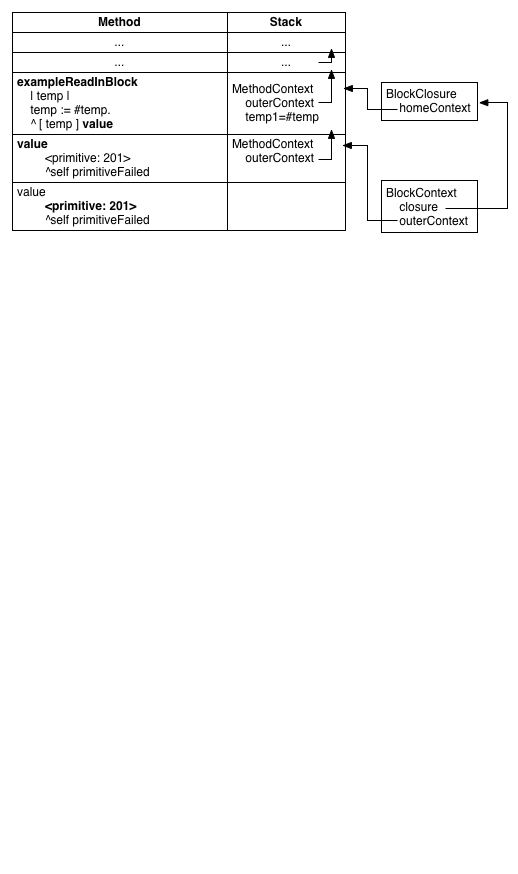 Method Stack
... ...
... ...
exampleReadInBlock
| temp |
temp := #temp.
^ [ temp ] value
MethodContext
outerContext
temp1=#temp
BlockClosure
homeContext
value
<primitive: 201>
^self primitiveFailed
MethodContext
outerContext
value
<primitive: 201>
^self primitiveFailed
BlockContext
closure
outerContext